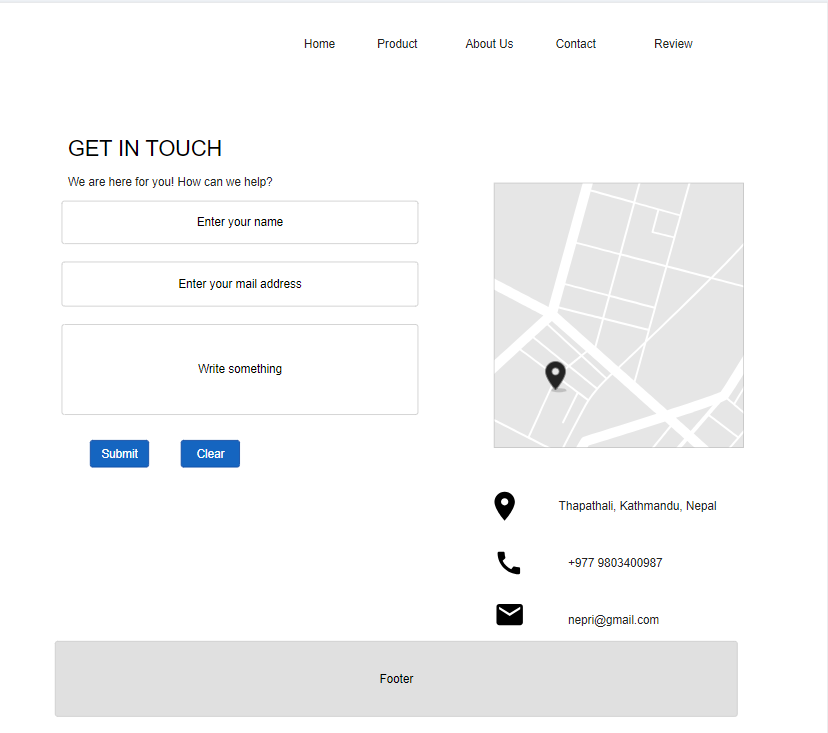 Home Product About Us Contact Review
GET IN TOUCH
We are here for you! How can we help?
Enter your name
Enter your mail address
Write something
Submit Clear
Thapathali, Kathmandu, Nepal
+977 9803400987
nepri@gmail.com
Footer